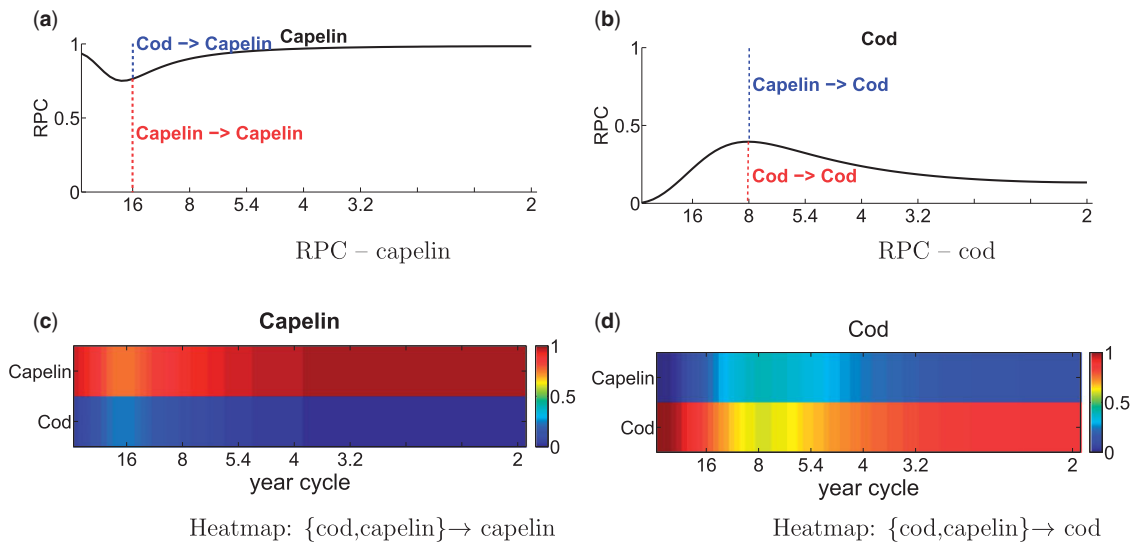 (a)
Capelin
Cod −> Capelin
Capelin −> Capelin
RPC
1
0.5
0
16 8 5.4 4 3.2 2
RPC – capelin
(b)
Cod
Capelin −> Cod
Cod −> Cod
RPC
1
0.5
0
16 8 5.4 4 3.2 2
RPC – cod
(c)
Capelin
Capelin
Cod
1
0.5
0
16 8 5.4 4 3.2 2
year cycle
Heatmap: {cod,capelin}→ capelin
(d)
Cod
Capelin
Cod
1
0.5
0
16 8 5.4 4 3.2 2
year cycle
Heatmap: {cod,capelin}→ cod